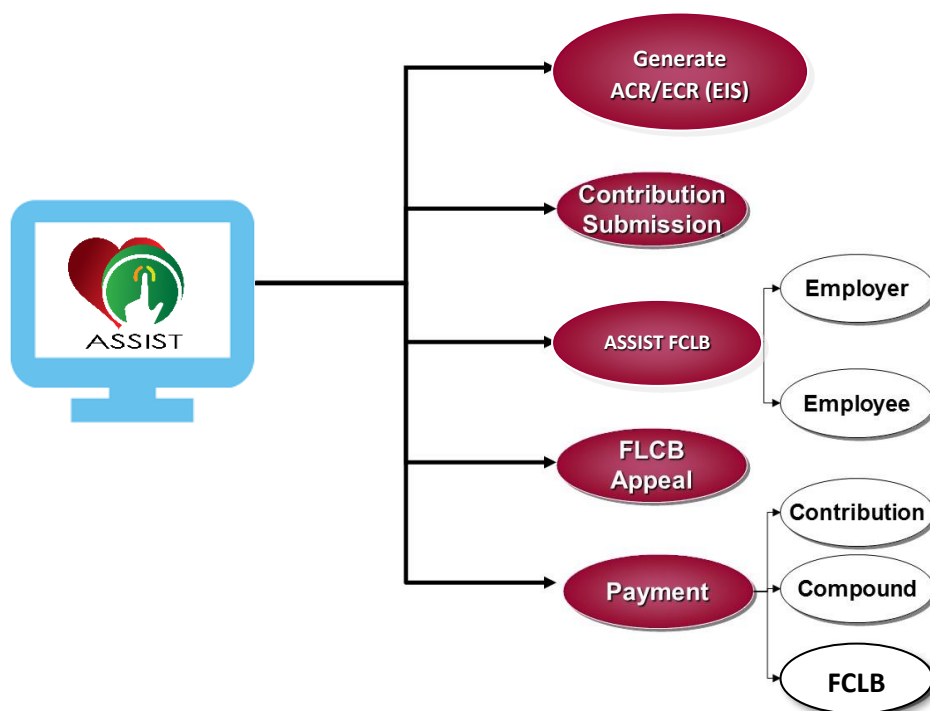 Generate
ACR/ECR (EIS)
Contribution
Submission
ASSIST
ASSIST FCLB
Employer
Employee
FLCB
Appeal
Payment
Contribution
Compound
FCLB